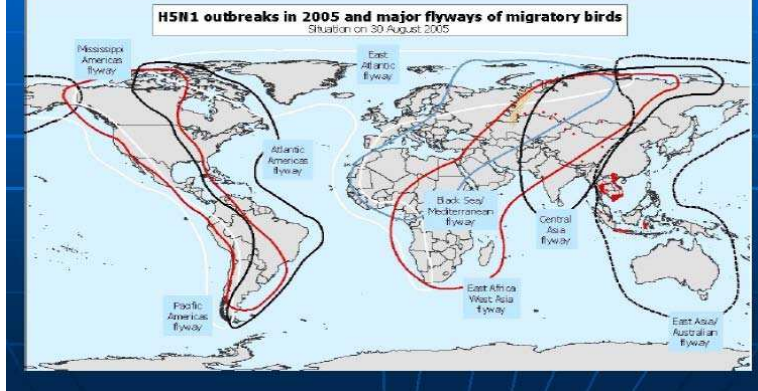 H5N1 outbreaks in 2005 and major flyways of migratory birds
Situation on 30 August 2005
Mississippi
Americas
flyway
East
Atlantic
flyway
Atlantic
Americas
flyway
Black Sea/
Mediterranean
flyway
Central
Asia
flyway
East Africa
West Asia
flyway
Pacific
Americas
flyway
East Asia/
Australian
flyway